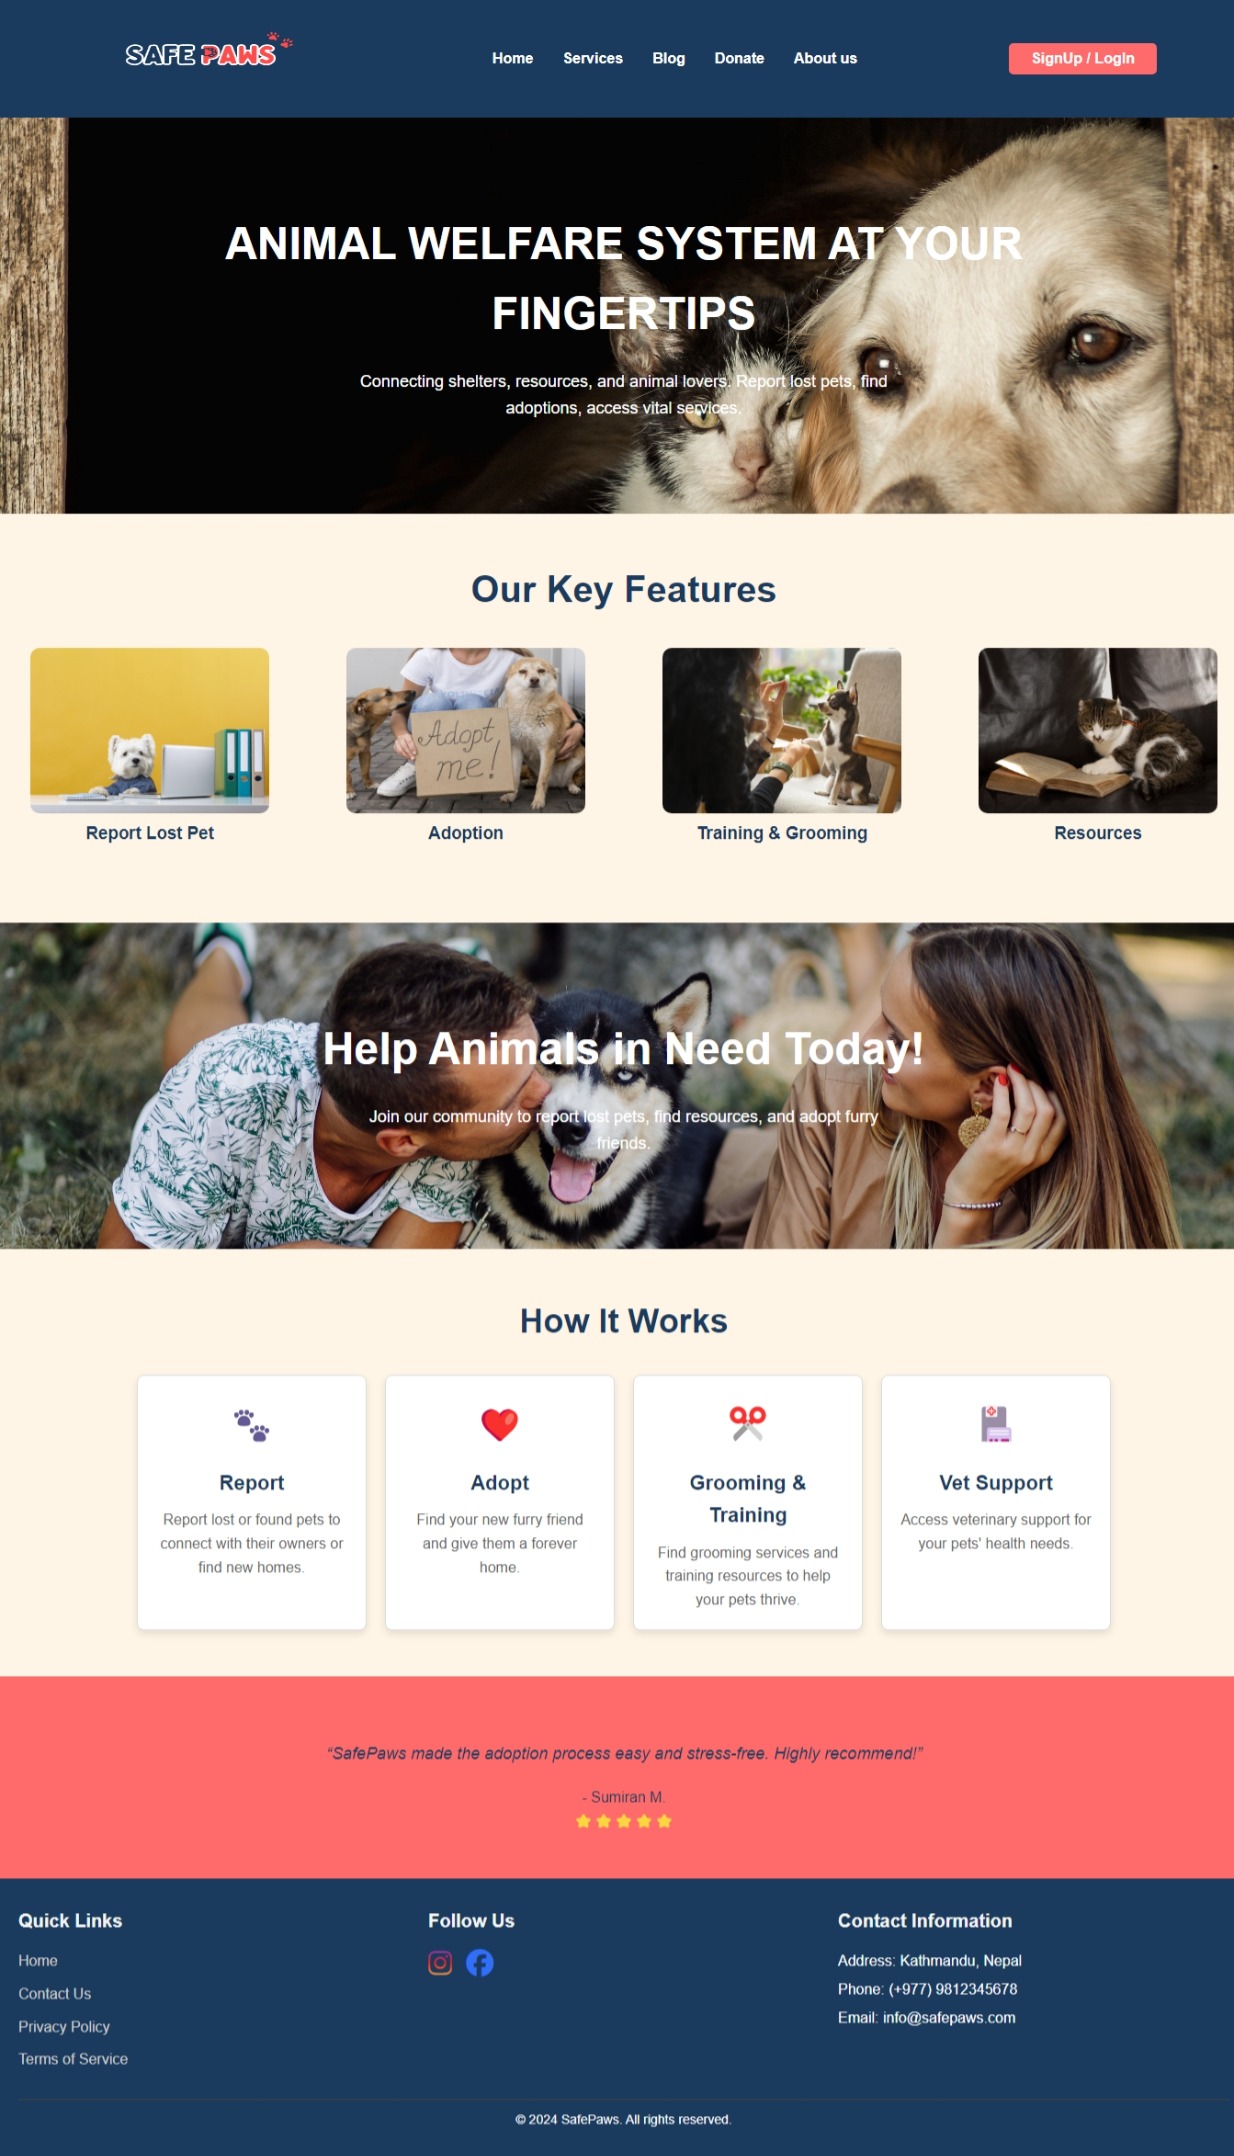 SAFE PAWS
Home Services Blog Donate About us
SignUp / LogIn
ANIMAL WELFARE SYSTEM AT YOUR
FINGERTIPS
Connecting shelters, resources, and animal lovers. Report lost pets, find
adoptions, access vital services.
Our Key Features
Adopt
me!
Report Lost Pet
Adoption
Training & Grooming
Resources
Help Animals in Need Today!
Join our community to report lost pets, find resources, and adopt furry
friends.
How It Works
Report
Report lost or found pets to
connect with their owners or
find new homes.
Adopt
Find your new furry friend
and give them a forever
home.
Grooming &
Training
Find grooming services and
training resources to help
your pets thrive.
Vet Support
Access veterinary support for
your pets' health needs.
“SafePaws made the adoption process easy and stress-free. Highly recommend!”
- Sumiran M.
Quick Links
Home
Contact Us
Privacy Policy
Terms of Service
Follow Us
Contact Information
Address: Kathmandu, Nepal
Phone: (+977) 9812345678
Email: info@safepaws.com
© 2024 SafePaws. All rights reserved.